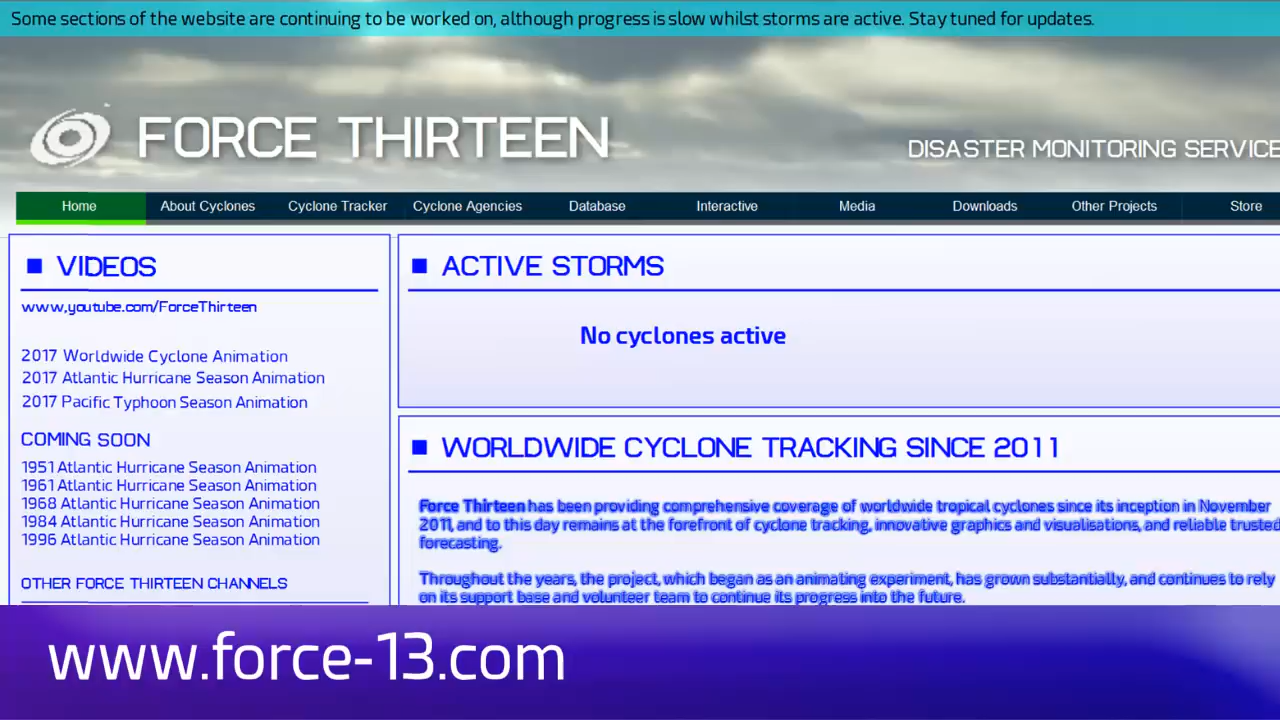 Some sections of the website are continuing to be worked on, although progress is slow whilst storms are active. Stay tuned for updates.
FORCE THIRTEEN
DISASTER MONITORING SERVICE
Home About Cyclones Cyclone Tracker Cyclone Agencies Database Interactive Media Downloads Other Projects Store
VIDEOS
www.youtube.com/ForceThirteen
2017 Worldwide Cyclone Animation
2017 Atlantic Hurricane Season Animation
2017 Pacific Typhoon Season Animation
COMING SOON
1951 Atlantic Hurricane Season Animation
1961 Atlantic Hurricane Season Animation
1968 Atlantic Hurricane Season Animation
1984 Atlantic Hurricane Season Animation
1996 Atlantic Hurricane Season Animation
OTHER FORCE THIRTEEN CHANNELS
ACTIVE STORMS
No cyclones active
WORLDWIDE CYCLONE TRACKING SINCE 2011
Force Thirteen has been providing comprehensive coverage of worldwide tropical cyclones since its inception in November
2011, and to this day remains at the forefront of cyclone tracking, innovative graphics and visualisations, and reliable trusted
forecasting.
Throughout the years, the project, which began as an animating experiment, has grown substantially, and continues to rely
on its support base and volunteer team to continue its progress into the future.
www.force-13.com